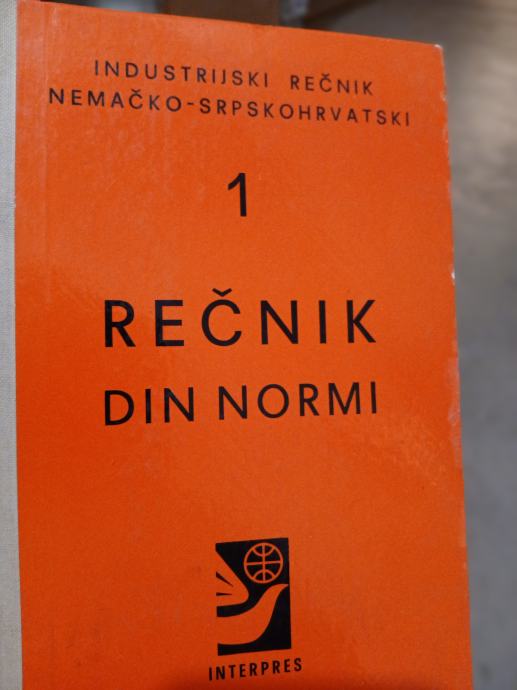 INDUSTRIJSKI REČNIK
NEMAČKO-SRPSKOHRVATSKI
1
REČNIK
DIN NORMI
INTERPRES